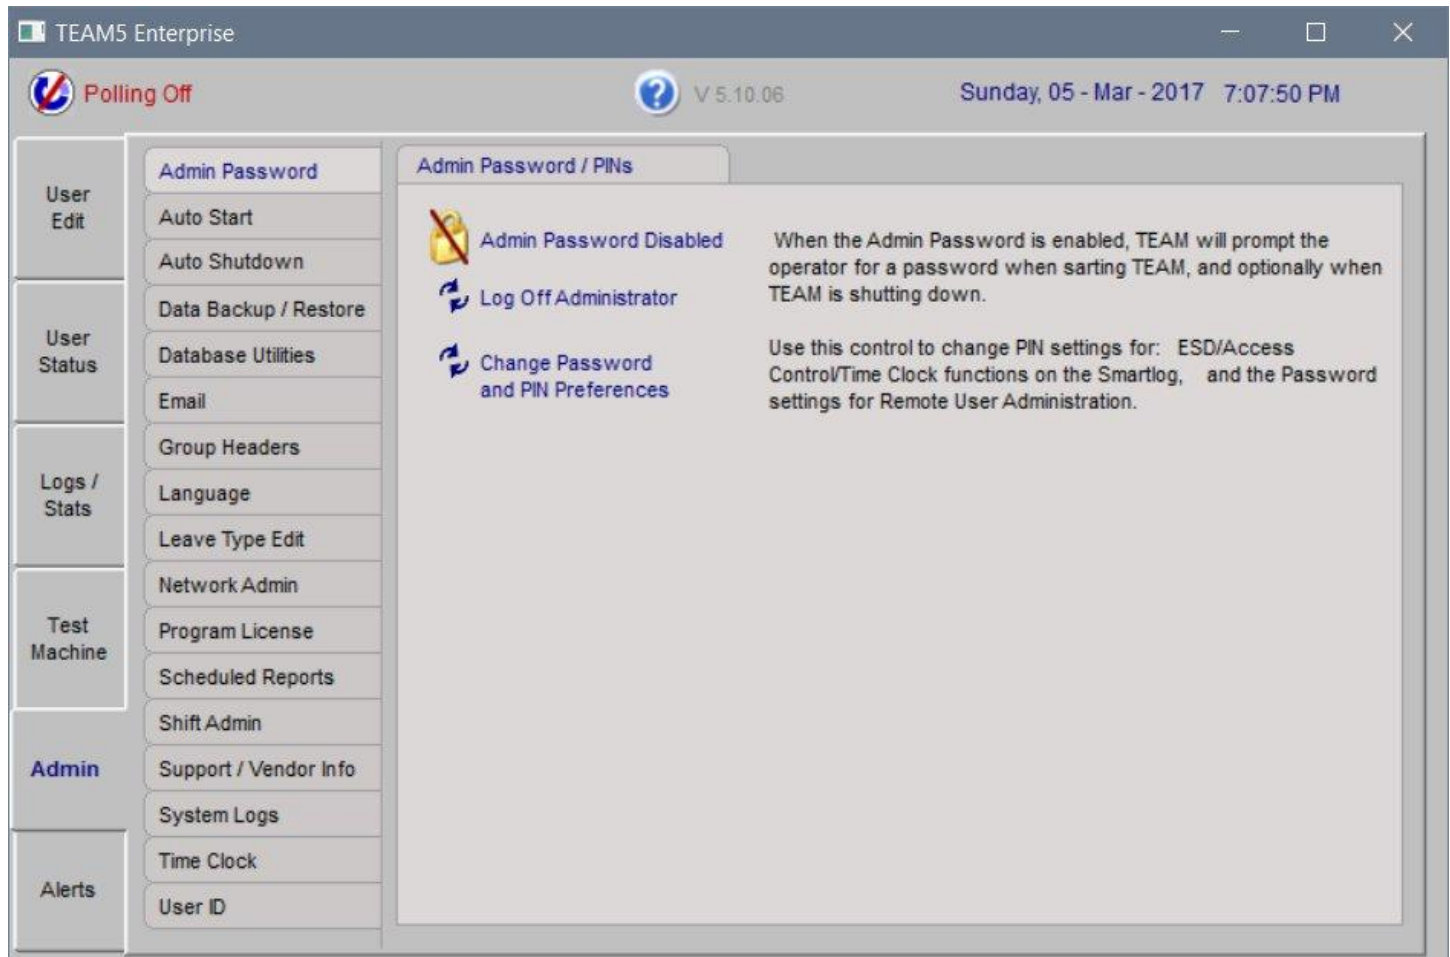 TEAM5 Enterprise
Polling Off
V 5.10.06
Sunday, 05 - Mar - 2017 7:07:50 PM
User
Edit
User
Status
Logs /
Stats
Test
Machine
Admin
Alerts
Admin Password
Auto Start
Auto Shutdown
Data Backup / Restore
Database Utilities
Email
Group Headers
Language
Leave Type Edit
Network Admin
Program License
Scheduled Reports
Shift Admin
Support / Vendor Info
System Logs
Time Clock
User ID
Admin Password / PINs
Admin Password Disabled
Log Off Administrator
Change Password
and PIN Preferences
When the Admin Password is enabled, TEAM will prompt the
operator for a password when sarting TEAM, and optionally when
TEAM is shutting down.
Use this control to change PIN settings for: ESD/Access
Control/Time Clock functions on the Smartlog, and the Password
settings for Remote User Administration.